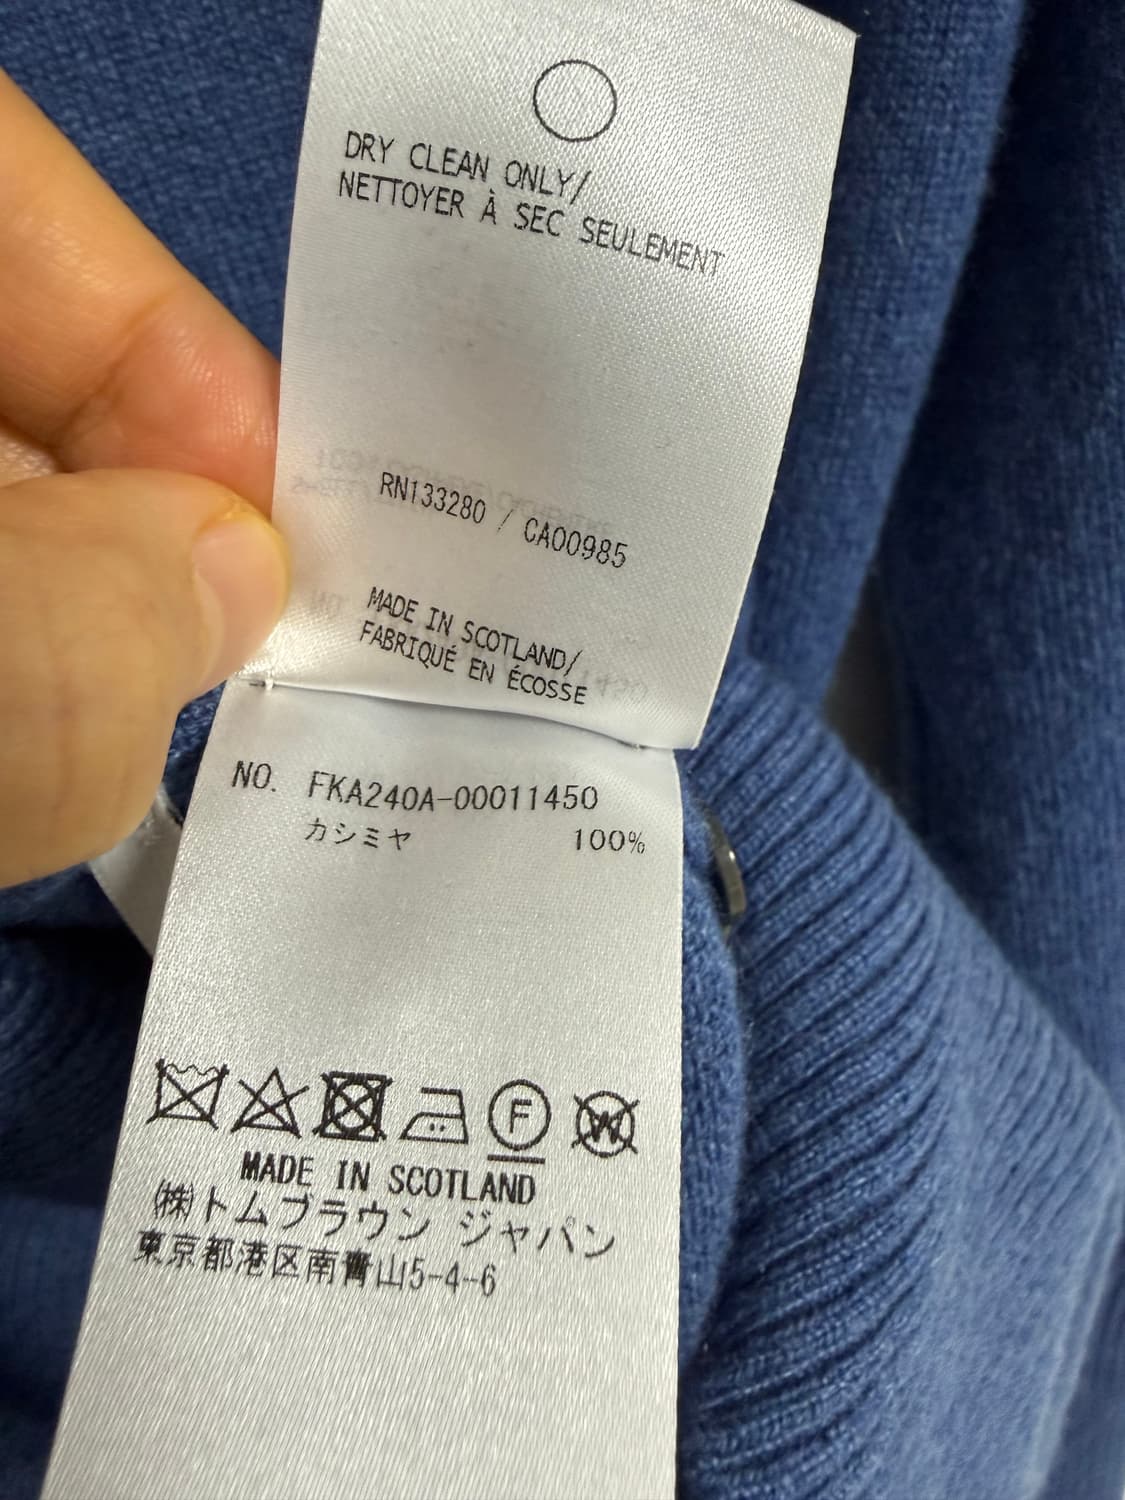 DRY CLEAN ONLY/
NETTOYER À SEC SEULEMENT
RN133280 / CA00985
MADE IN SCOTLAND/
FABRIQUÉ EN ÉCOSSE
NO. FKA240A-00011450
カシミヤ 100%
F W
MADE IN SCOTLAND
㈱トムブラウン ジャパン
東京都港区南青山5-4-6